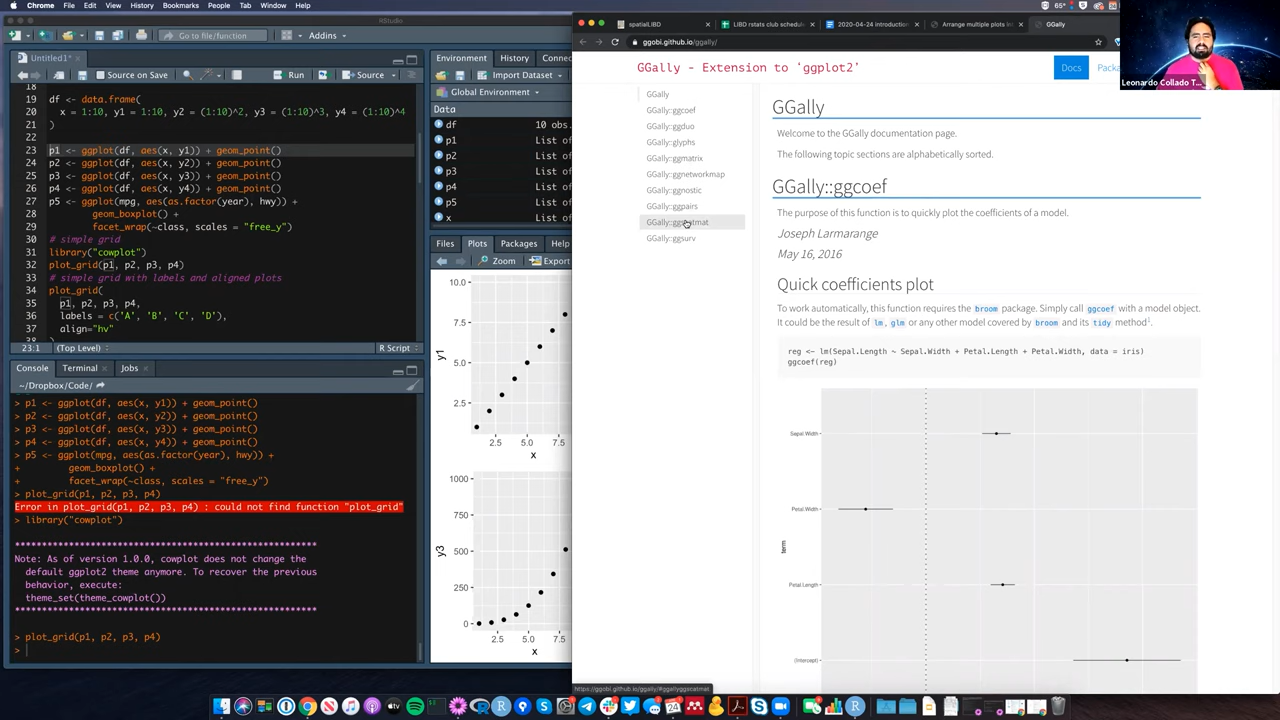 Chrome File Edit View History Bookmarks People Tab Window Help
65°
RStudio
Go to file/function
Addins
Untitled1*
Source on Save
Run
Source
18
19 df <- data.frame(
20 x = 1:10, y1 = 1:10, y2 = (1:10)^2, y3 = (1:10)^3, y4 = (1:10)^4
21 )
22
23 p1 <- ggplot(df, aes(x, y1)) + geom_point()
24 p2 <- ggplot(df, aes(x, y2)) + geom_point()
25 p3 <- ggplot(df, aes(x, y3)) + geom_point()
26 p4 <- ggplot(df, aes(x, y4)) + geom_point()
27 p5 <- ggplot(mpg, aes(as.factor(year), hwy)) +
28 geom_boxplot() +
29 facet_wrap(~class, scales = "free_y")
30 # simple grid
31 library("cowplot")
32 plot_grid(p1, p2, p3, p4)
33 # simple grid with labels and aligned plots
34 plot_grid(
35 p1, p2, p3, p4,
36 labels = c('A', 'B', 'C', 'D'),
37 align="hv"
23:1 (Top Level) R Script
Console Terminal Jobs
~/Dropbox/Code/
> p1 <- ggplot(df, aes(x, y1)) + geom_point()
> p2 <- ggplot(df, aes(x, y2)) + geom_point()
> p3 <- ggplot(df, aes(x, y3)) + geom_point()
> p4 <- ggplot(df, aes(x, y4)) + geom_point()
> p5 <- ggplot(mpg, aes(as.factor(year), hwy)) +
+ geom_boxplot() +
+ facet_wrap(~class, scales = "free_y")
> plot_grid(p1, p2, p3, p4)
Error in plot_grid(p1, p2, p3, p4) : could not find function "plot_grid"
> library("cowplot")
********************************************************
Note: As of version 1.0.0, cowplot does not change the
default ggplot2 theme anymore. To recover the previous
behavior, execute:
theme_set(theme_cowplot())
********************************************************
> plot_grid(p1, p2, p3, p4)
>
Environment History Conne
Import Dataset
Global Environment
Data
df 10 obs.
p1 List of
p2 List of
p3 List of
p4 List of
p5 List of
x List of
Files Plots Packages Help
Zoom Export
10.0
7.5
5.0
2.5
y1
2.5 5.0 7.5
x
1000
750
500
250
0
y3
2.5 5.0 7.5
x
spatialLIBD
LIBD rstats club schedule
2020-04-24 introduction
Arrange multiple plots in
GGally
ggobi.github.io/ggally/
GGally - Extension to 'ggplot2'
Docs
Packa
GGally
GGally::ggcoef
GGally::ggduo
GGally::glyphs
GGally::ggmatrix
GGally::ggnetworkmap
GGally::ggnostic
GGally::ggpairs
GGally::ggscatmat
GGally::ggsurv
GGally
Welcome to the GGally documentation page.
The following topic sections are alphabetically sorted.
GGally::ggcoef
The purpose of this function is to quickly plot the coefficients of a model.
Joseph Larmarange
May 16, 2016
Quick coefficients plot
To work automatically, this function requires the broom package. Simply call ggcoef with a model object.
It could be the result of lm, glm or any other model covered by broom and its tidy method1.
reg <- lm(Sepal.Length ~ Sepal.Width + Petal.Length + Petal.Width, data = iris)
ggcoef(reg)
Sepal.Width
Petal.Width
Petal.Length
(Intercept)
term
https://ggobi.github.io/ggally/#ggallyggscatmat
Leonardo Collado T...